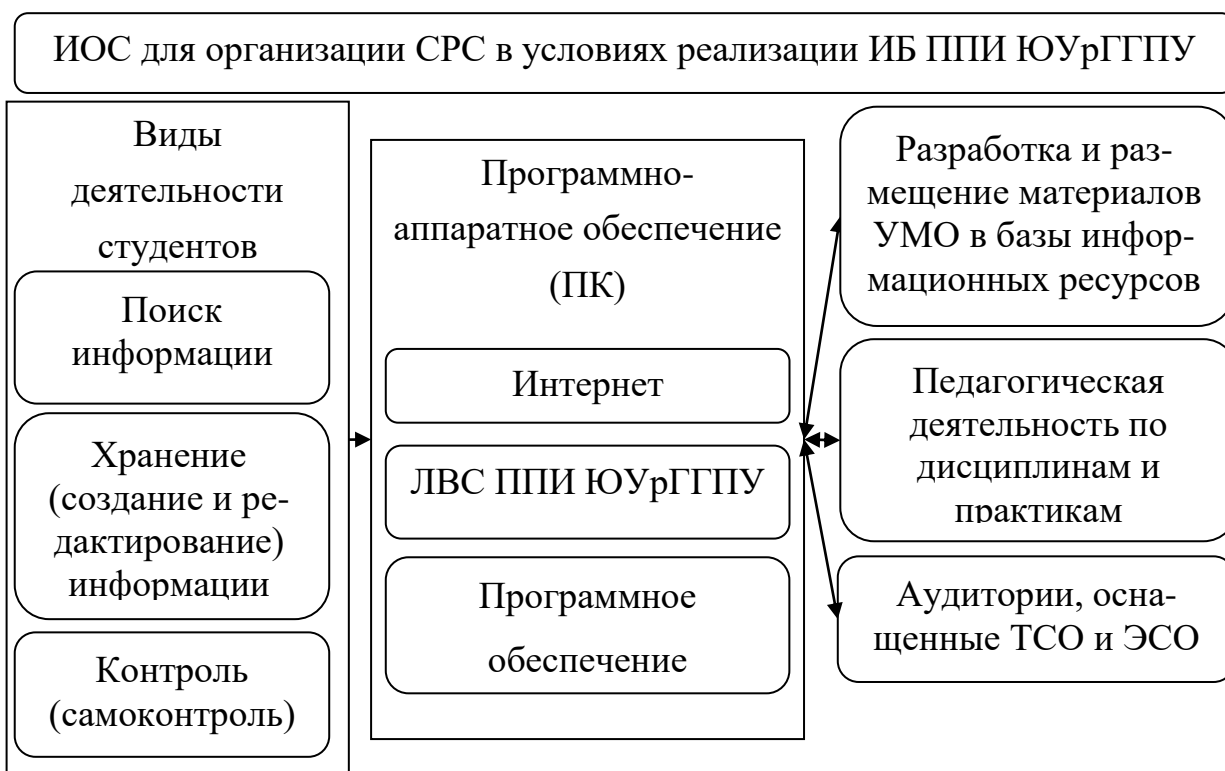 ИОС для организации СРС в условиях реализации ИБ ППИ ЮУрГГПУ
Виды
деятельности
студентов
Поиск
информации
Хранение
(создание и ре-
дактирование)
информации
Контроль
(самоконтроль)
Программно-
аппаратное обеспечение
(ПК)
Интернет
ЛВС ППИ ЮУрГГПУ
Программное
обеспечение
Разработка и раз-
мещение материалов
УМО в базы инфор-
мационных ресурсов
Педагогическая
деятельность по
дисциплинам и
практикам
Аудитории, осна-
щенные ТСО и ЭСО